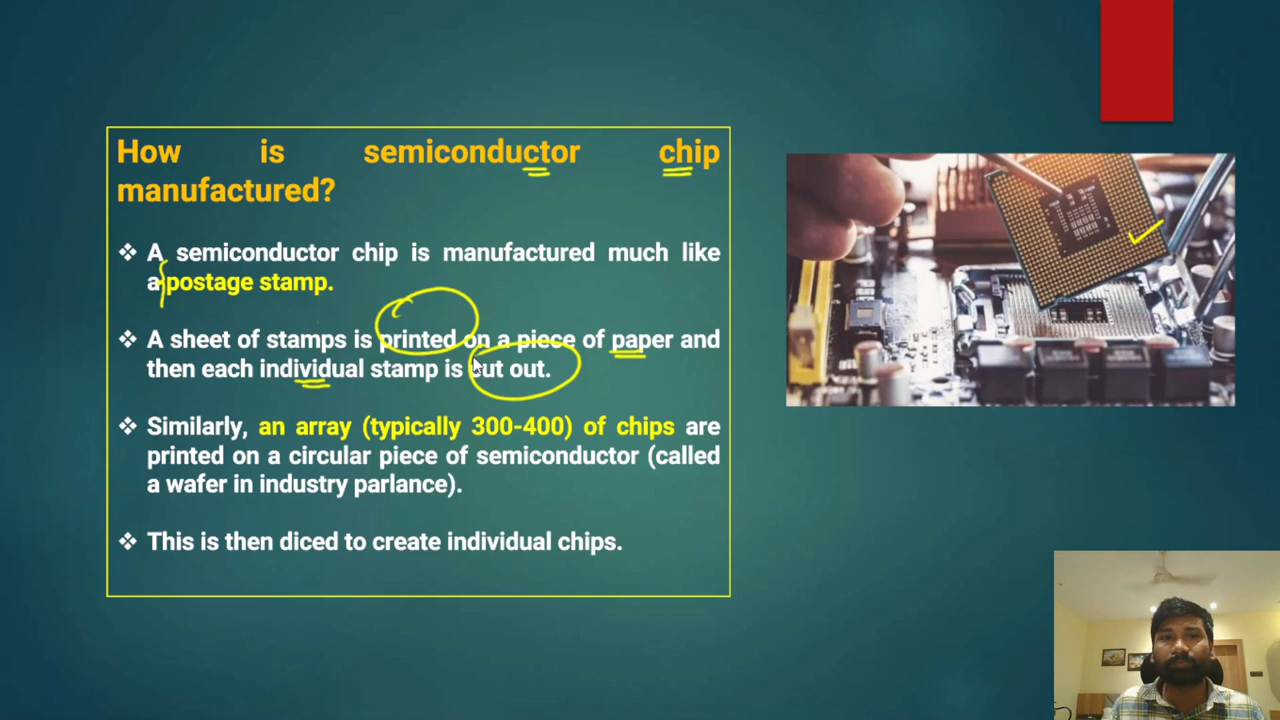 How is semiconductor chip
manufactured?
❖ A semiconductor chip is manufactured much like
a postage stamp.
❖ A sheet of stamps is printed on a piece of paper and
then each individual stamp is cut out.
❖ Similarly, an array (typically 300-400) of chips are
printed on a circular piece of semiconductor (called
a wafer in industry parlance).
❖ This is then diced to create individual chips.